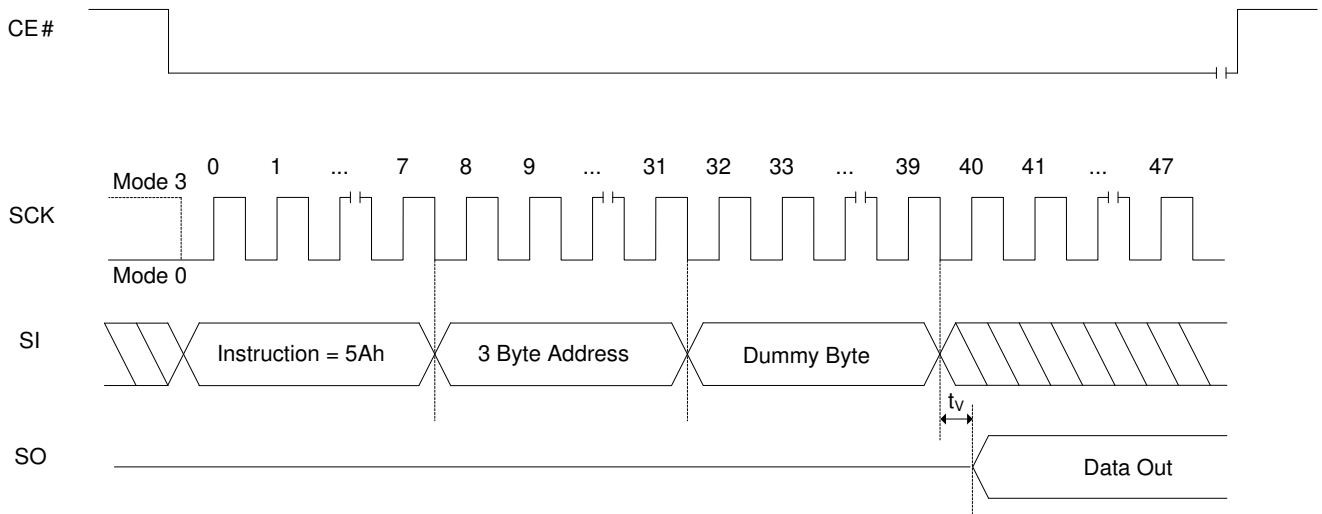 CE#
0 1 ... 7 8 9 ... 31 32 33 ... 39 40 41 ... 47
Mode 3
SCK
Mode 0
SI
Instruction = 5Ah 3 Byte Address Dummy Byte
tV
SO
Data Out